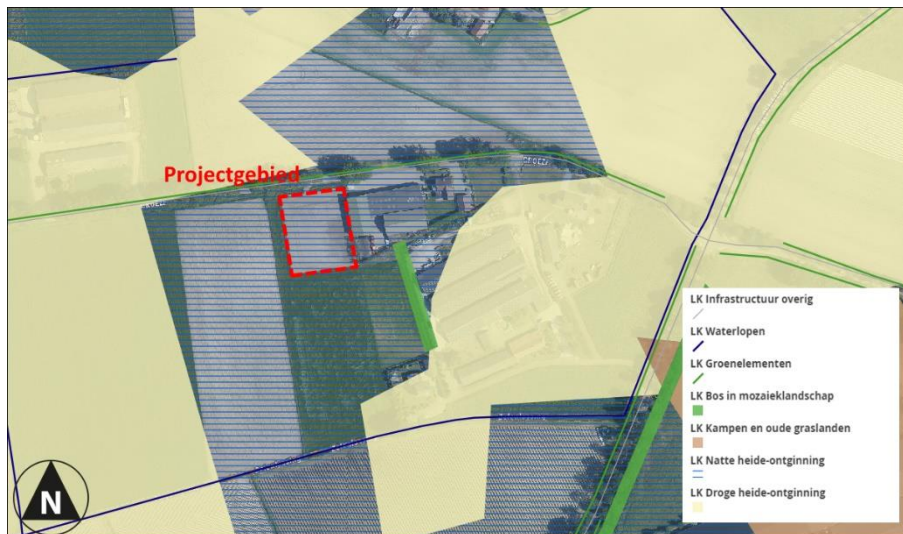 Projectgebied
LK Infrastructuur overig
LK Waterlopen
LK Groenelementen
LK Bos in mozaieklandschap
LK Kampen en oude graslanden
LK Natte heide-ontginning
LK Droge heide-ontginning
N